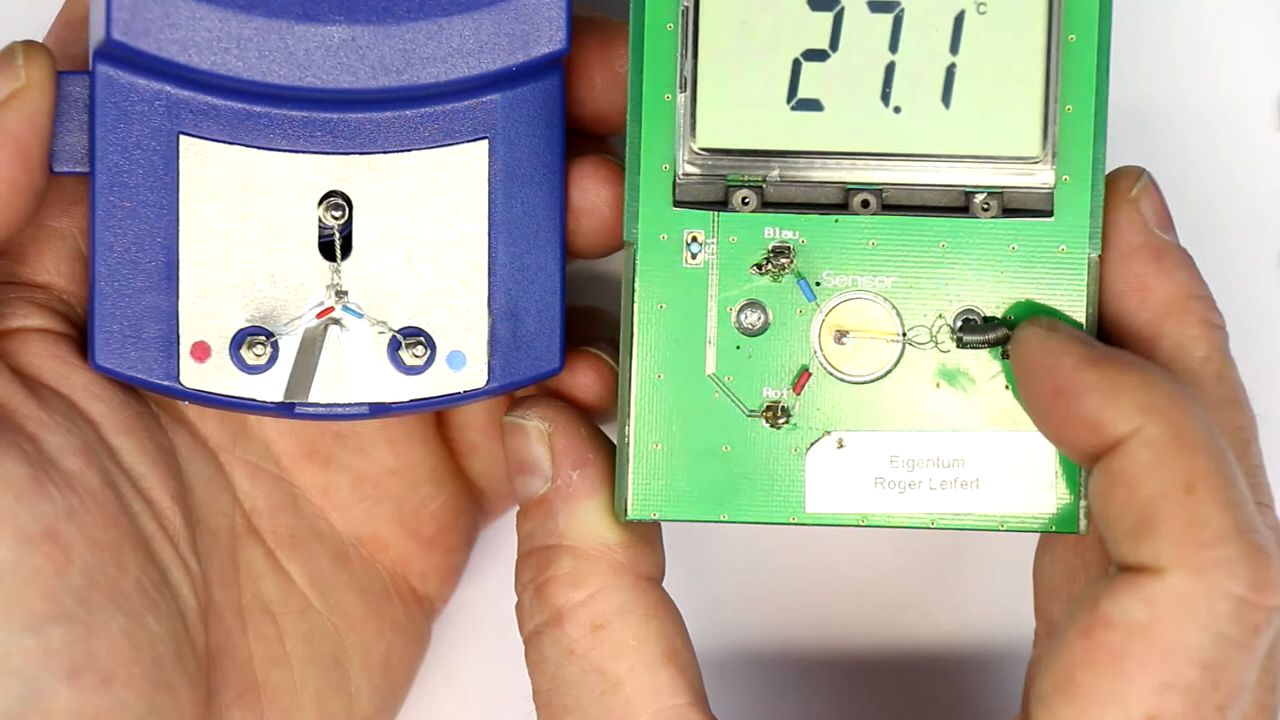 27.1 °C
Blau
TS1
Sensor
Rot
Eigentum
Roger Leifert